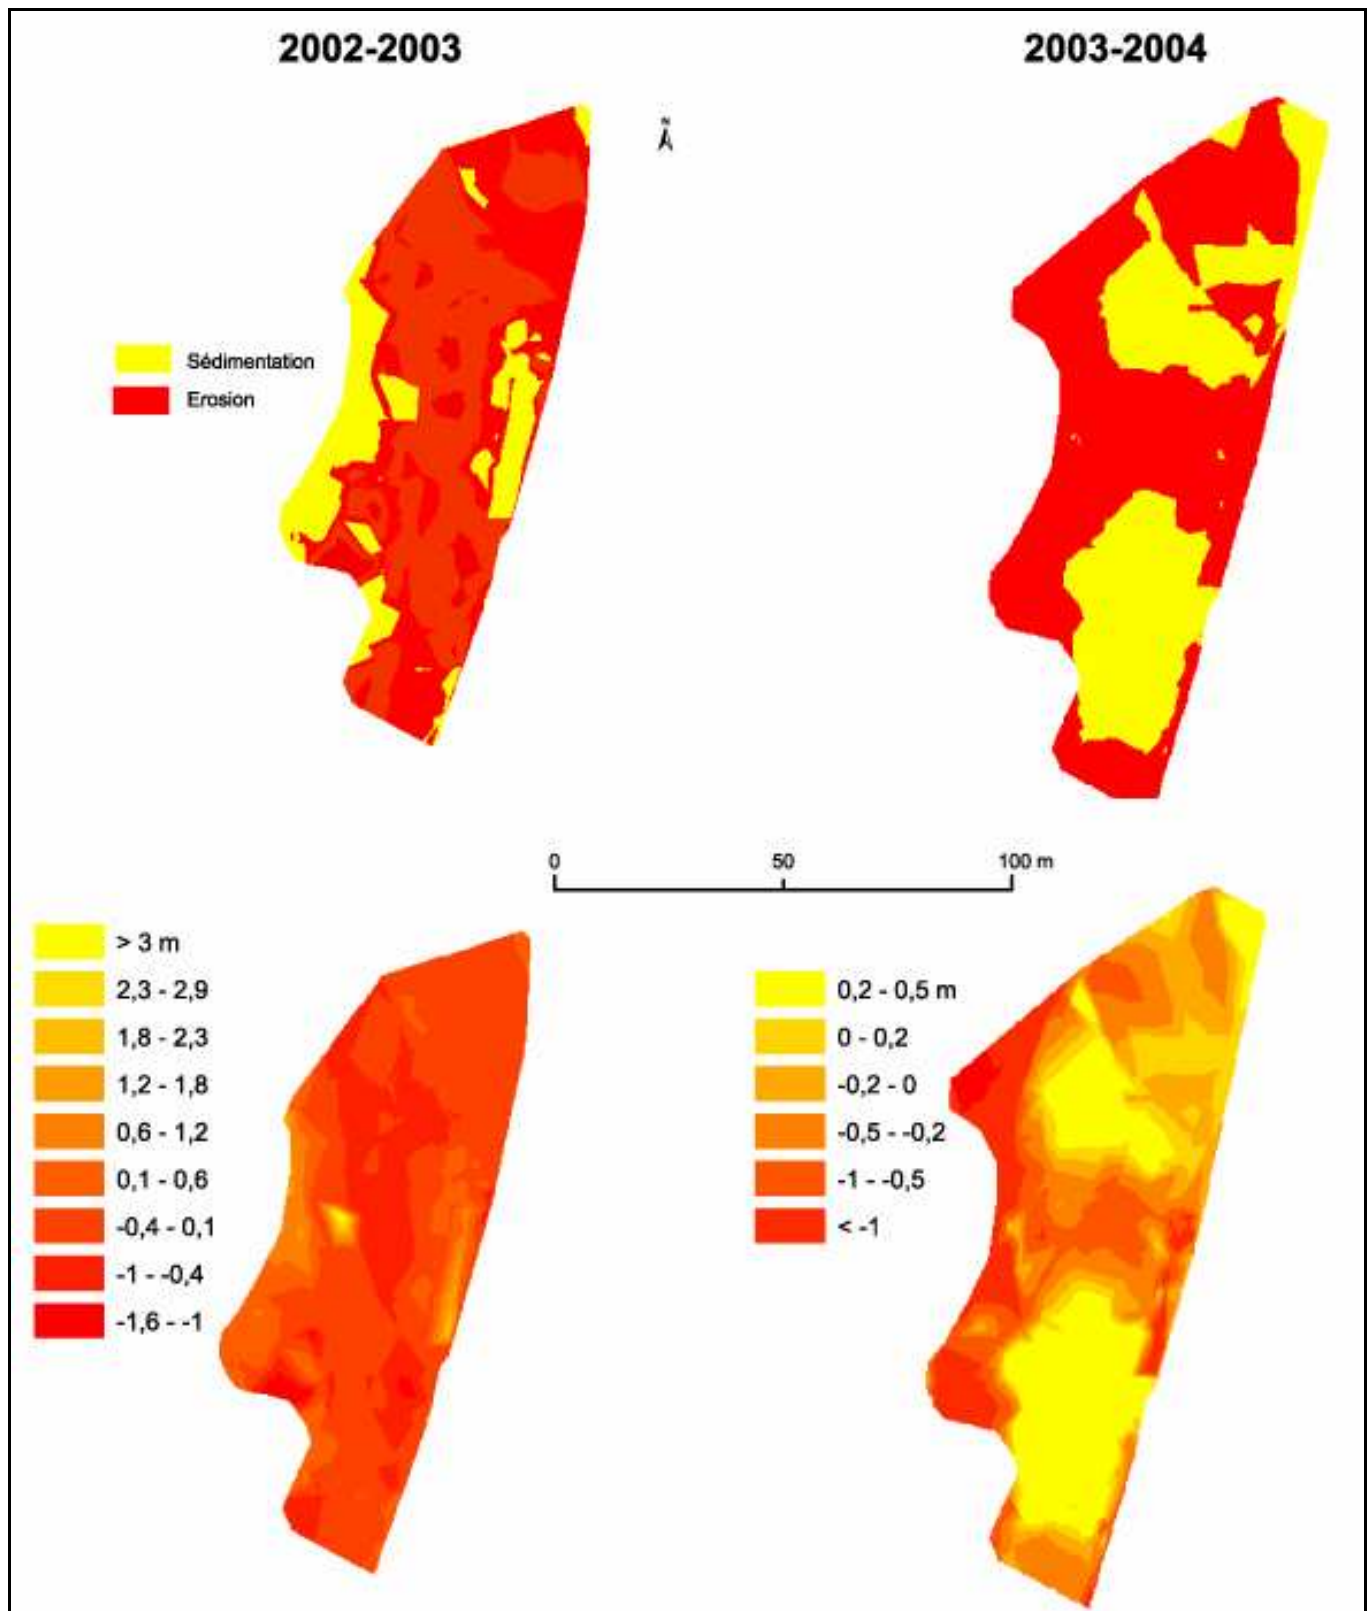 2002-2003
2003-2004
N
Sédimentation
Erosion
0 50 100 m
> 3 m
2,3 - 2,9
1,8 - 2,3
1,2 - 1,8
0,6 - 1,2
0,1 - 0,6
-0,4 - 0,1
-1 - -0,4
-1,6 - -1
0,2 - 0,5 m
0 - 0,2
-0,2 - 0
-0,5 - -0,2
-1 - -0,5
< -1